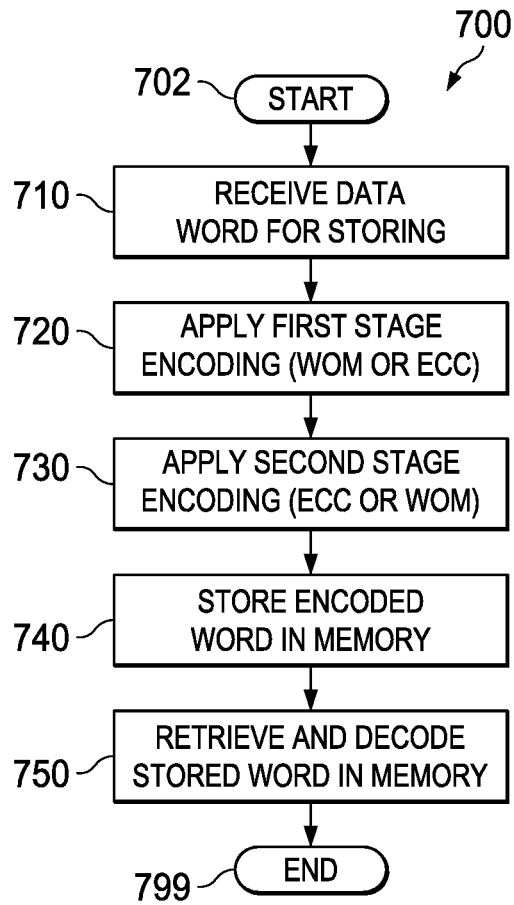 700
702
START
710
RECEIVE DATA
WORD FOR STORING
720
APPLY FIRST STAGE
ENCODING (WOM OR ECC)
730
APPLY SECOND STAGE
ENCODING (ECC OR WOM)
740
STORE ENCODED
WORD IN MEMORY
750
RETRIEVE AND DECODE
STORED WORD IN MEMORY
799
END